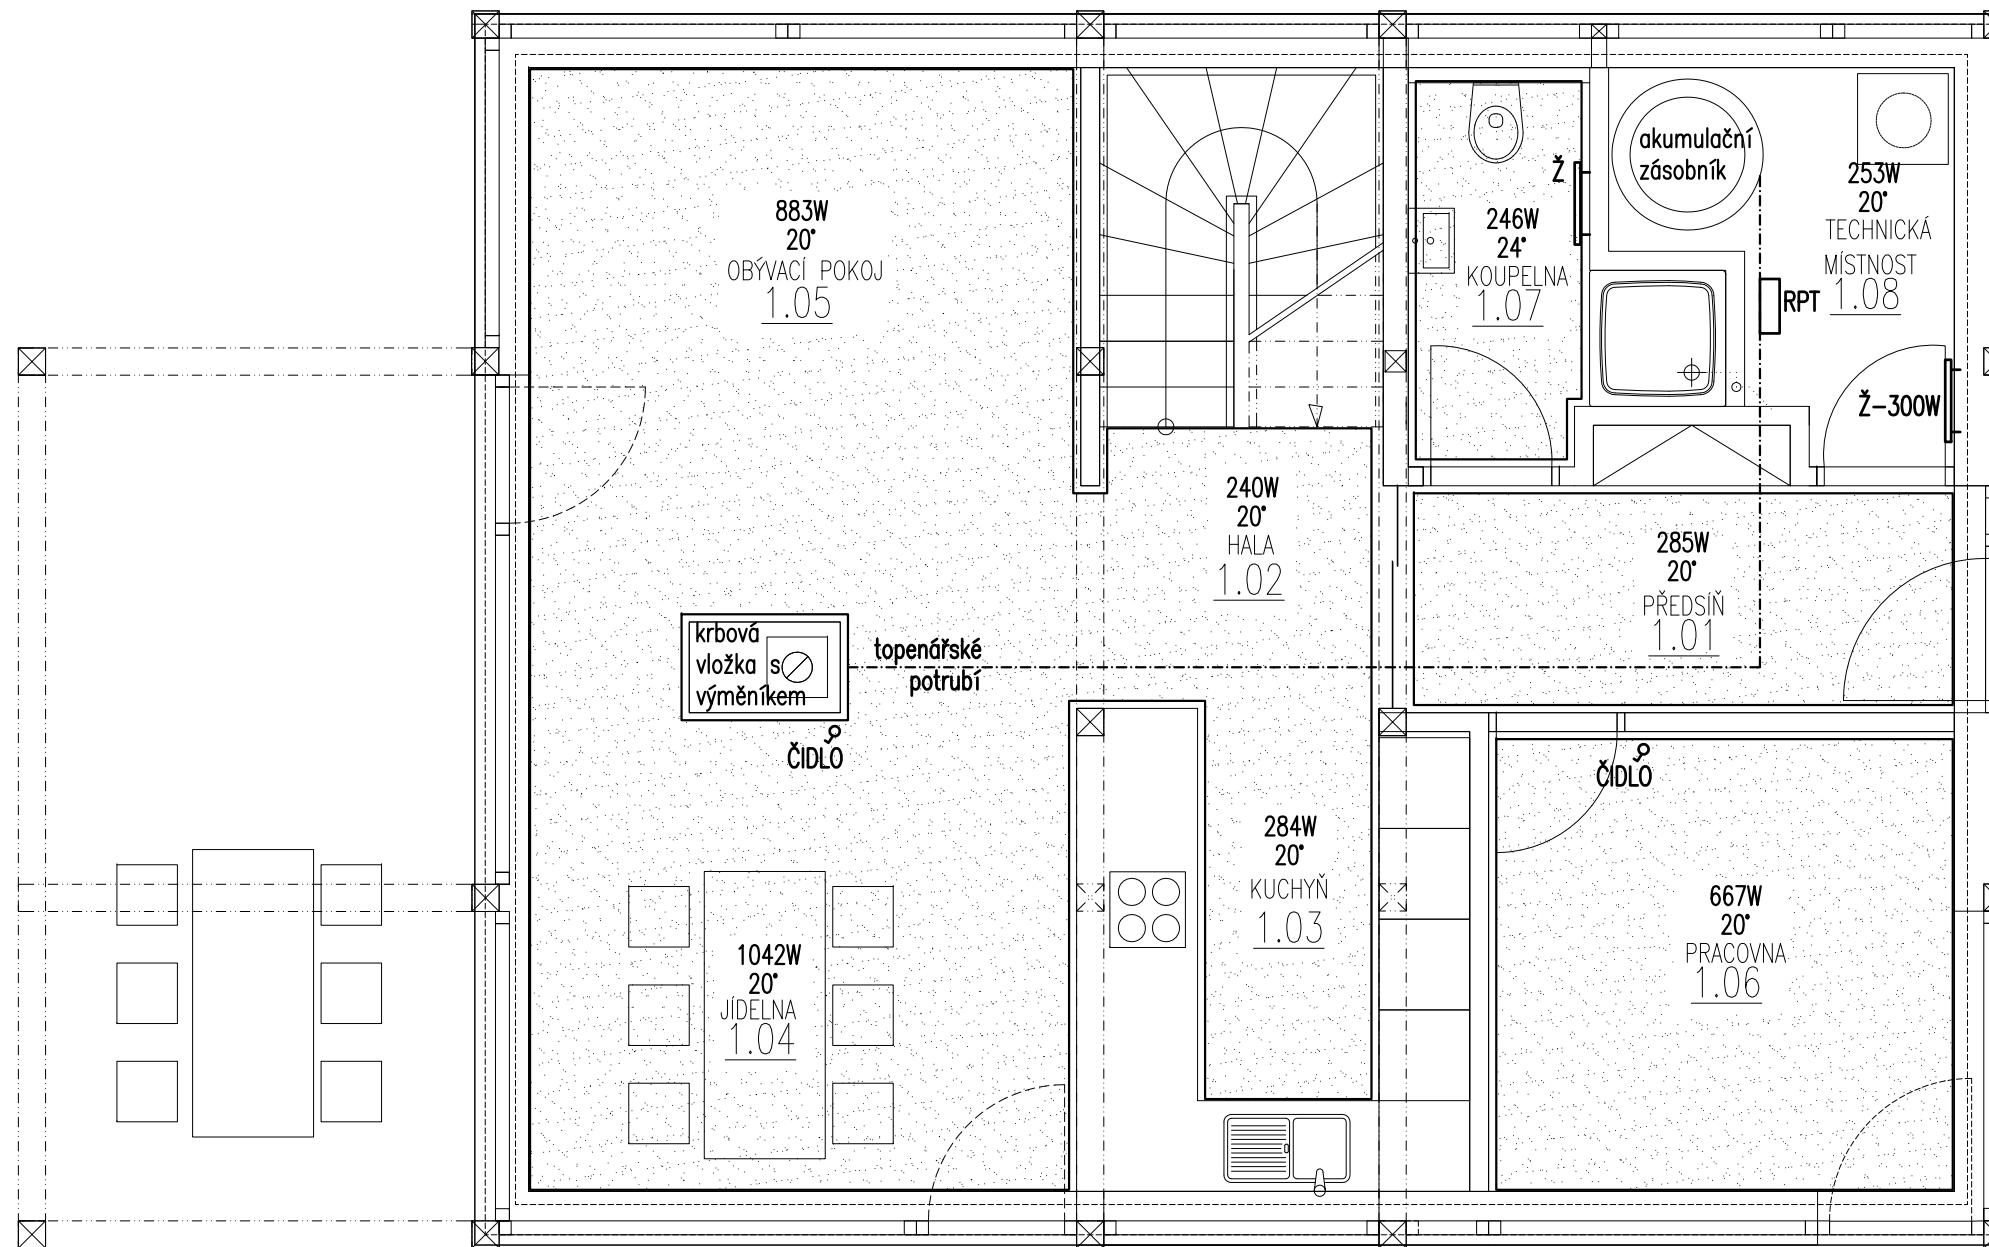 akumulační
zásobník
Ž
253W
20°
TECHNICKÁ
MÍSTNOST
1.08
883W
20°
OBÝVACÍ POKOJ
1.05
246W
24°
KOUPELNA
1.07
RPT
Ž-300W
240W
20°
HALA
1.02
285W
20°
PŘEDSÍŇ
1.01
krbová
vložka s
výměníkem
topenářské
potrubí
ČIDLO
ČIDLO
284W
20°
KUCHYŇ
1.03
667W
20°
PRACOVNA
1.06
1042W
20°
JÍDELNA
1.04